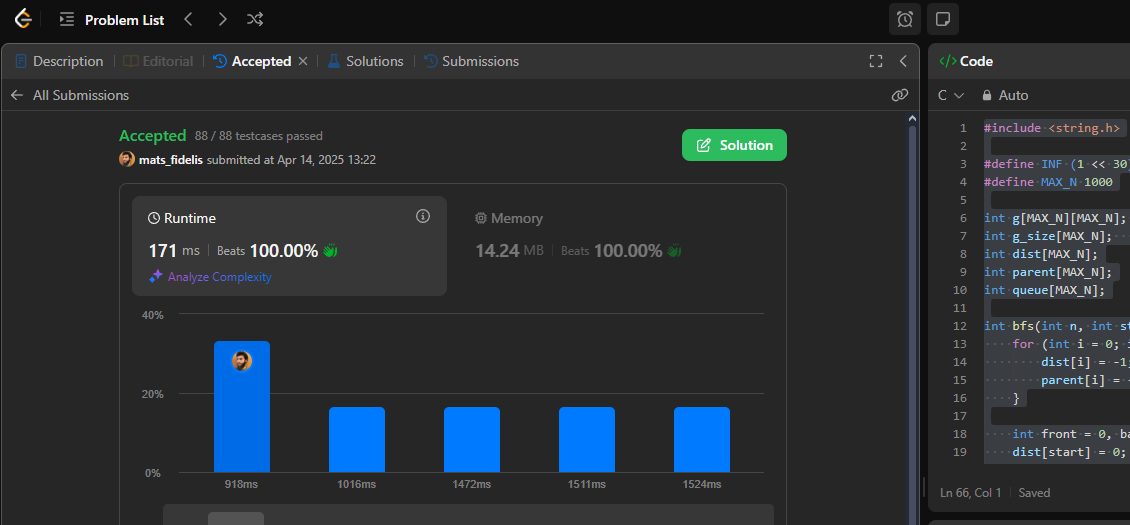 Problem List
Description
Editorial
Accepted
Solutions
Submissions
All Submissions
Accepted 88 / 88 testcases passed
mats_fidelis submitted at Apr 14, 2025 13:22
Solution
Runtime
171 ms Beats 100.00%
Analyze Complexity
Memory
14.24 MB Beats 100.00%
40%
20%
0%
918ms 1016ms 1472ms 1511ms 1524ms
</> Code
C Auto
1 #include <string.h>
2
3 #define INF (1 << 30
4 #define MAX_N 1000
5
6 int g[MAX_N][MAX_N];
7 int g_size[MAX_N];
8 int dist[MAX_N];
9 int parent[MAX_N];
10 int queue[MAX_N];
11
12 int bfs(int n, int st
13 for (int i = 0; i
14 dist[i] = -1;
15 parent[i] =
16 }
17
18 int front = 0, ba
19 dist[start] = 0;
Ln 66, Col 1 Saved